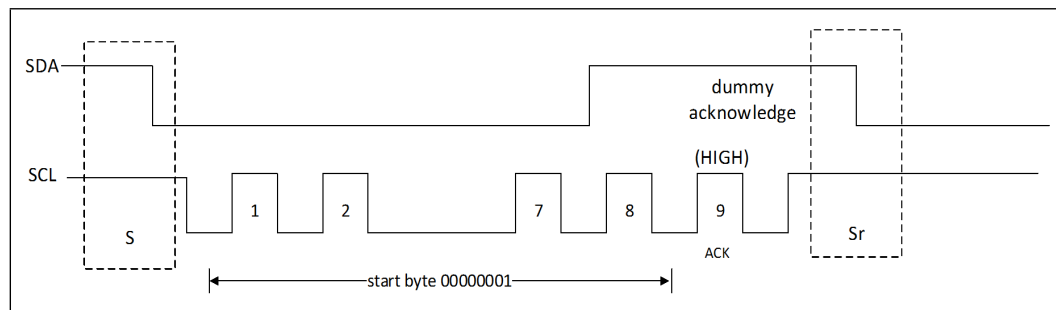 SDA
dummy
acknowledge
(HIGH)
SCL
1
2
7
8
9
S
Sr
ACK
start byte 00000001